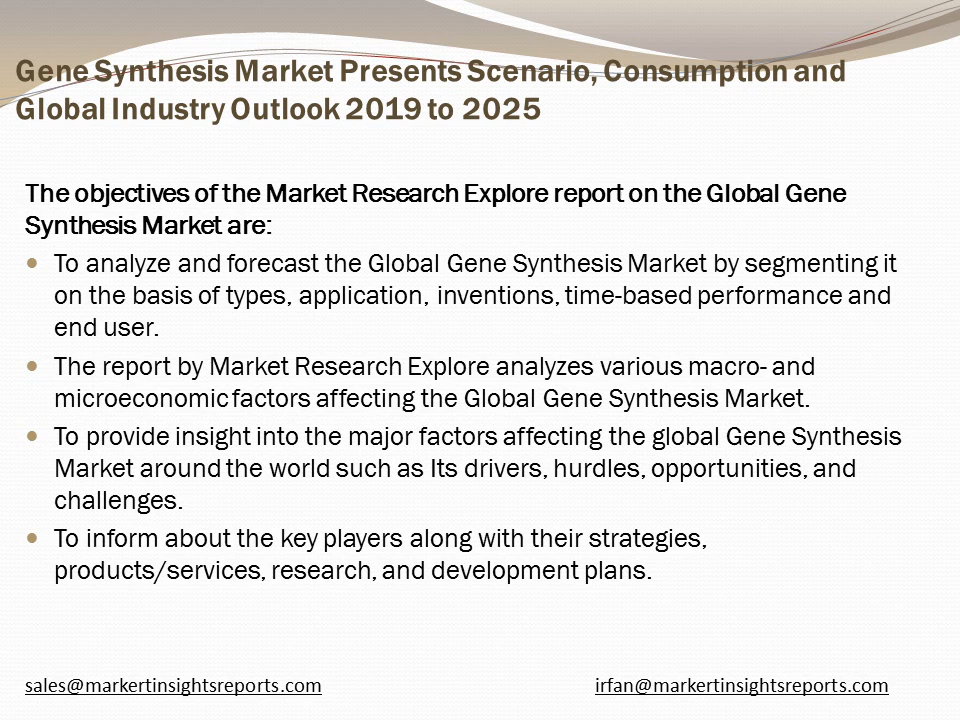 Gene Synthesis Market Presents Scenario, Consumption and
Global Industry Outlook 2019 to 2025
The objectives of the Market Research Explore report on the Global Gene
Synthesis Market are:
To analyze and forecast the Global Gene Synthesis Market by segmenting it
on the basis of types, application, inventions, time-based performance and
end user.
The report by Market Research Explore analyzes various macro- and
microeconomic factors affecting the Global Gene Synthesis Market.
To provide insight into the major factors affecting the global Gene Synthesis
Market around the world such as Its drivers, hurdles, opportunities, and
challenges.
To inform about the key players along with their strategies,
products/services, research, and development plans.
sales@markertinsightsreports.com irfan@markertinsightsreports.com